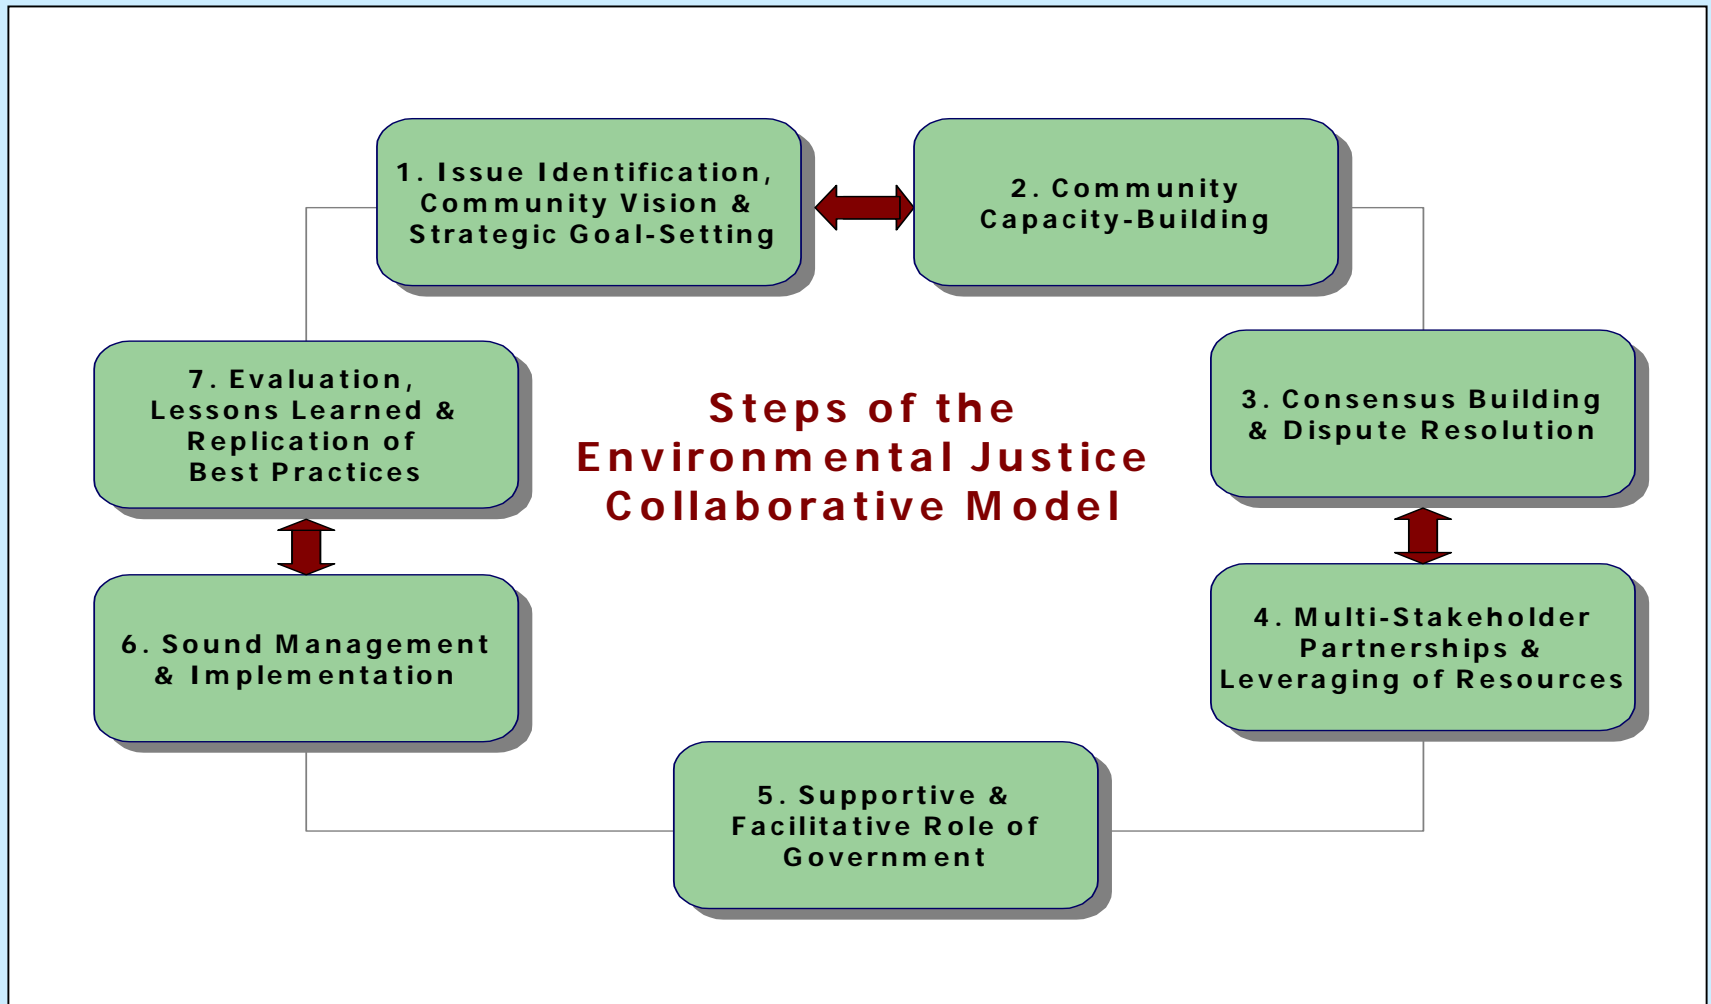 1. Issue Identification,
Community Vision &
Strategic Goal-Setting
2. Community
Capacity-Building
3. Consensus Building
& Dispute Resolution
4. Multi-Stakeholder
Partnerships &
Leveraging of Resources
5. Supportive &
Facilitative Role of
Government
6. Sound Management
& Implementation
7. Evaluation,
Lessons Learned &
Replication of
Best Practices
Steps of the
Environmental Justice
Collaborative Model